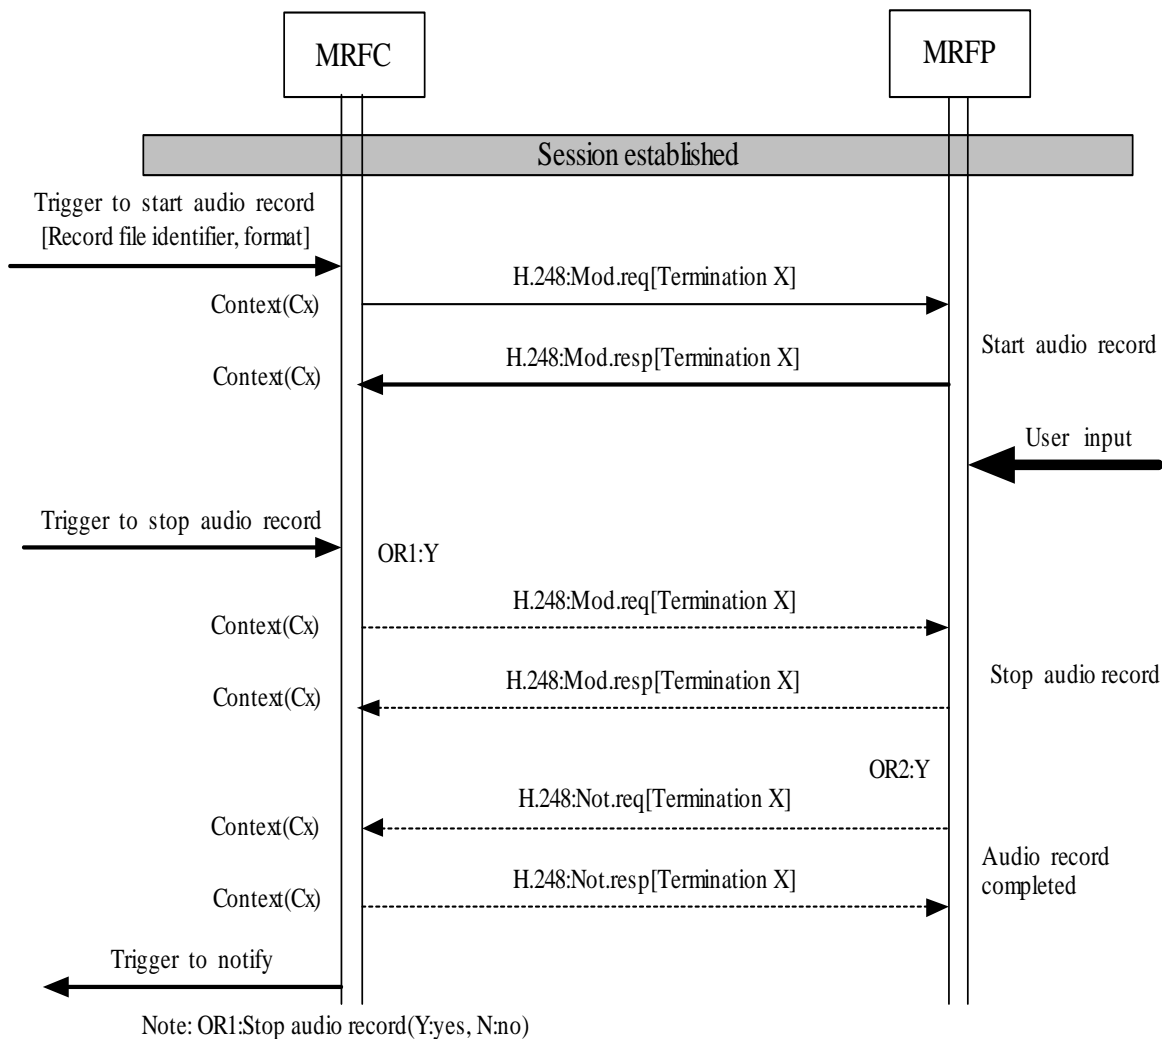 MRFC
MRFP
Session established
Trigger to start audio record
[Record file identifier, format]
H.248:Mod.req[Termination X]
Context(Cx)
Start audio record
H.248:Mod.resp[Termination X]
Context(Cx)
User input
Trigger to stop audio record
OR1:Y
H.248:Mod.req[Termination X]
Context(Cx)
Stop audio record
H.248:Mod.resp[Termination X]
Context(Cx)
OR2:Y
H.248:Not.req[Termination X]
Context(Cx)
Audio record
completed
H.248:Not.resp[Termination X]
Context(Cx)
Trigger to notify
Note: OR1:Stop audio record(Y:yes, N:no)